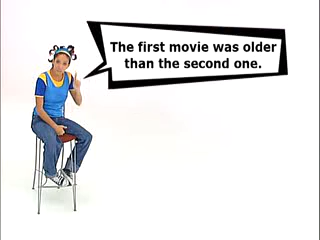 The first movie was older
than the second one.